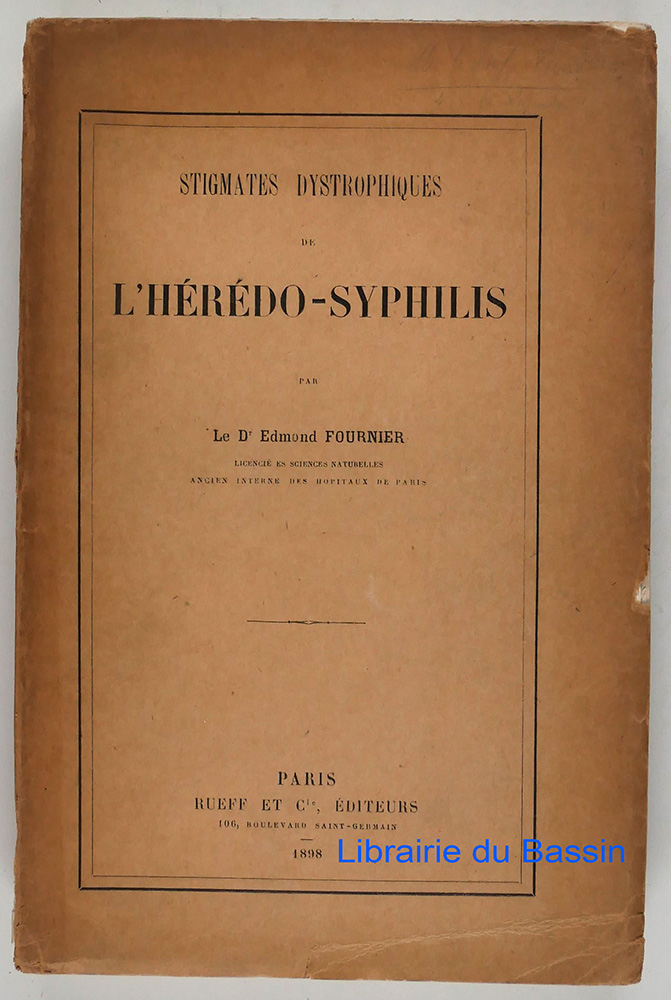 STIGMATES DYSTROPHIQUES
DE
L'HÉRÉDO-SYPHILIS
PAR
Le Dr Edmond FOURNIER
LICENCIÉ ES SCIENCES NATURELLES
ANCIEN INTERNE DES HOPITAUX DE PARIS
PARIS
RUEFF ET Cie, ÉDITEURS
106, BOULEVARD SAINT-GERMAIN
1898
Librairie du Bassin